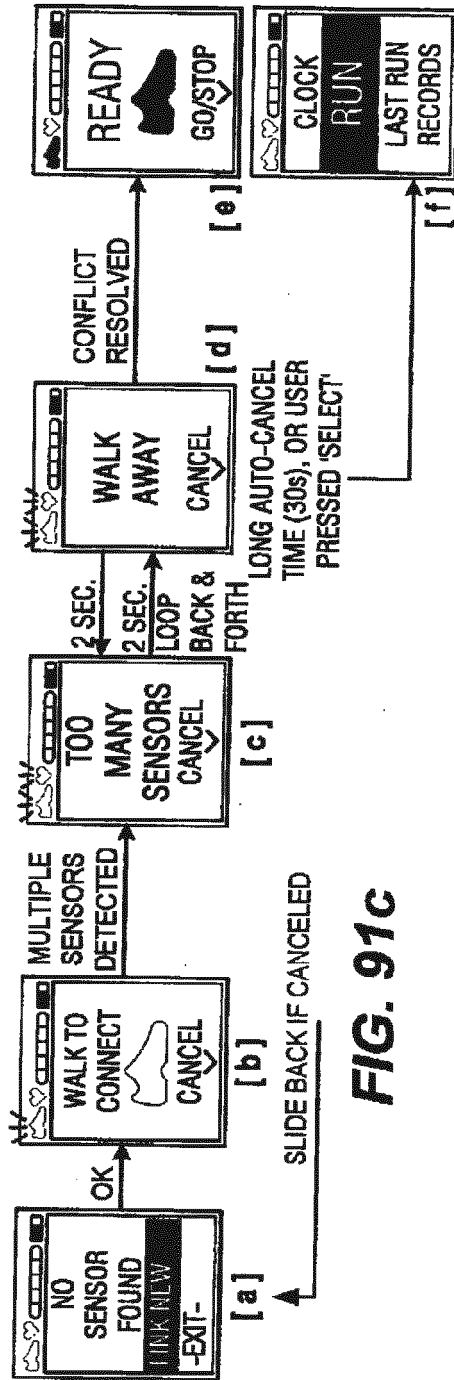 NO
SENSOR
FOUND
LINK NEW
-EXIT-
[a]
OK
WALK TO
CONNECT
CANCEL
[b]
MULTIPLE
SENSORS
DETECTED
TOO
MANY
SENSORS
CANCEL
[c]
2 SEC.
2 SEC.
LOOP
BACK &
FORTH
WALK
AWAY
CANCEL
[d]
CONFLICT
RESOLVED
READY
GO/STOP
[e]
LONG AUTO-CANCEL
TIME (30s), OR USER
PRESSED 'SELECT'
CLOCK
RUN
LAST RUN
RECORDS
[f]
SLIDE BACK IF CANCELED
FIG. 91c